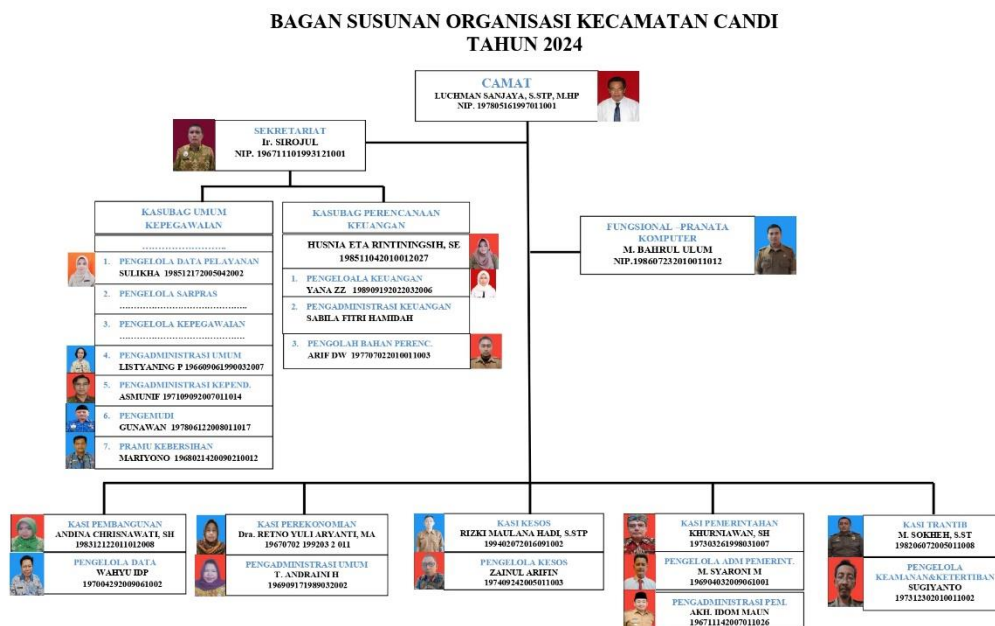 BAGAN SUSUNAN ORGANISASI KECAMATAN CANDI
TAHUN 2024
CAMAT
LUCHMAN SANJAYA, S.STP, M.HP
NIP. 197805161997011001
SEKRETARIAT
Ir. SIROJUL
NIP. 196711101993121001
KASUBAG UMUM
KEPEGAWAIAN
..........................
1. PENGELOLA DATA PELAYANAN
SULIKHA 198512172005042002
2. PENGELOLA SARPRAS
..........................................
3. PENGELOLA KEPEGAWAIAN
..........................................
4. PENGADMINISTRASI UMUM
LISTYANING P 196609061990032007
5. PENGADMINISTRASI KEPEND.
ASMUNIF 197109092007011014
6. PENGEMUDI
GUNAWAN 197806122008011017
7. PRAMU KEBERSIHAN
MARIYONO 1968021420090210012
KASUBAG PERENCANAAN
KEUANGAN
HUSNIA ETA RINTININGSIH, SE
198511042010012027
1. PENGELOALA KEUANGAN
YANA ZZ 198909192022032006
2. PENGADMINISTRASI KEUANGAN
SABILA FITRI HAMIDAH
3. PENGOLAH BAHAN PERENC.
ARIF DW 197707022010011003
FUNGSIONAL –PRANATA
KOMPUTER
M. BAHRUL ULUM
NIP.198607232010011012
KASI PEMBANGUNAN
ANDINA CHRISNAWATI, SH
198312122011012008
PENGELOLA DATA
WAHYU IDP
197004292009061002
KASI PEREKONOMIAN
Dra. RETNO YULI ARYANTI, MA
19670702 199203 2 011
PENGADMINISTRASI UMUM
T. ANDRAINI H
196909171989032002
KASI KESOS
RIZKI MAULANA HADI, S.STP
199402072016091002
PENGELOLA KESOS
ZAINUL ARIFIN
197409242005011003
KASI PEMERINTAHAN
KHURNIAWAN, SH
197303261998031007
PENGELOLA ADM PEMERINT.
M. SYARONI M
196904032009061001
PENGADMINISTRASI PEM.
AKH. IDOM MAUN
196711142007011026
KASI TRANTIB
M. SOKHEH, S.ST
198206072005011008
PENGELOLA
KEAMANAN&KETERTIBAN
SUGIYANTO
197312302010011002